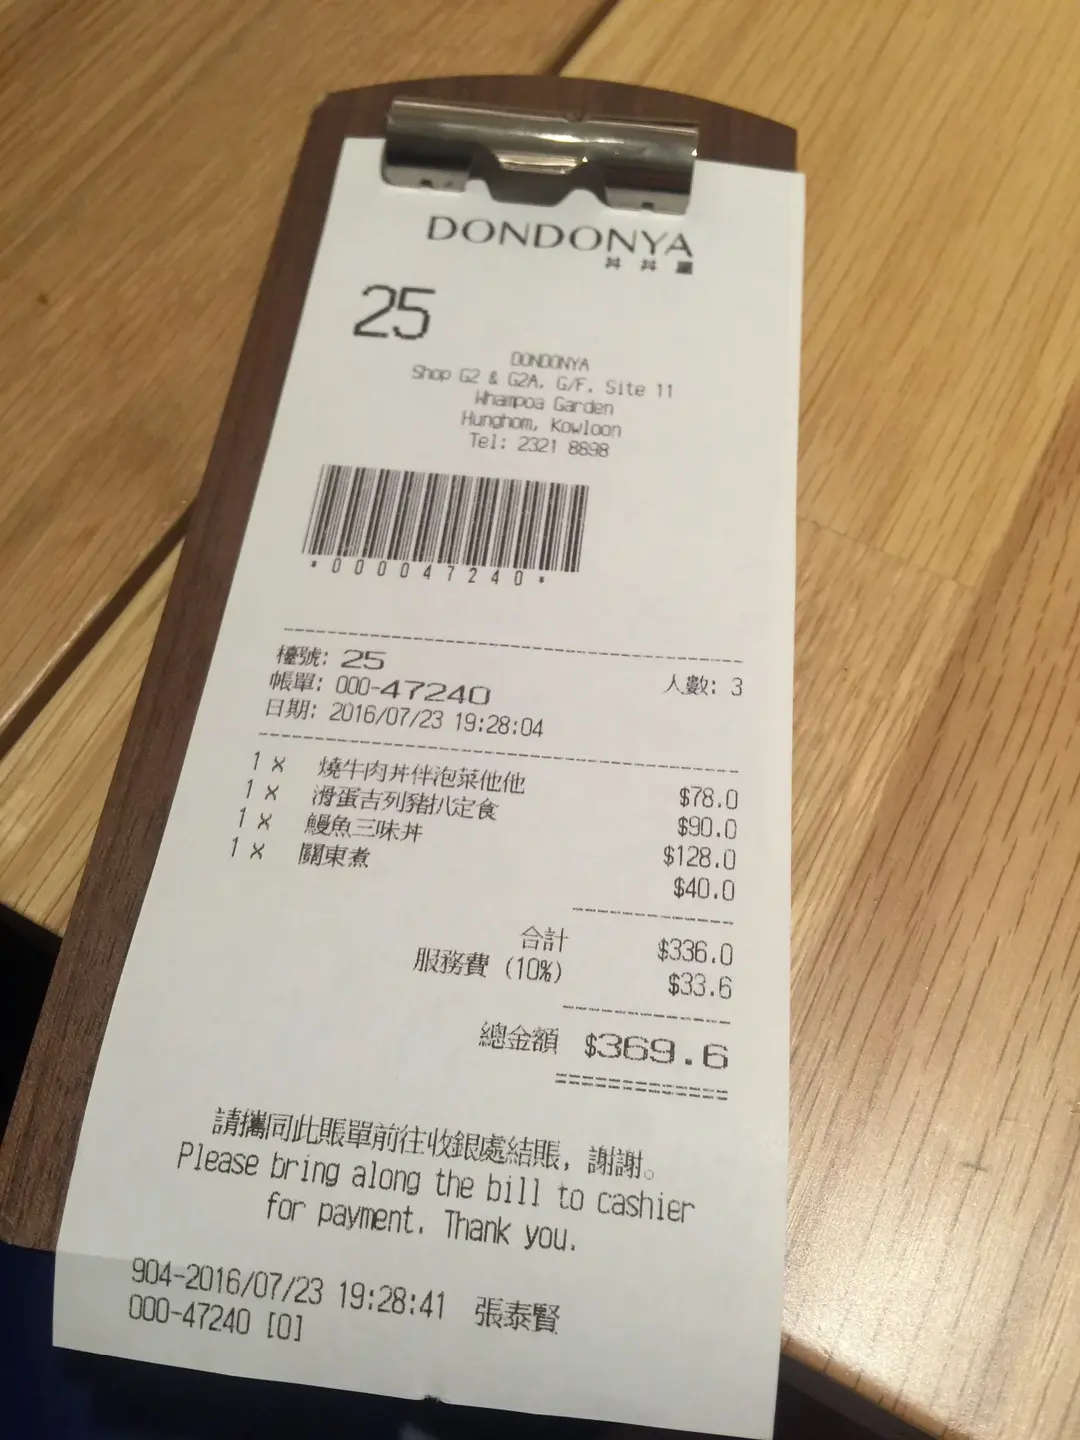 DONDONYA
丼丼屋
25
DONDONYA
Shop G2 & G2A, G/F, Site 11
Whampoa Garden
Hunghom, Kowloon
Tel: 2321 8898
*000047240*
檯號: 25 人數: 3
帳單: 000-47240
日期: 2016/07/23 19:28:04
1 x 燒牛肉丼伴泡菜他他 $78.0
1 x 滑蛋吉列豬扒定食 $90.0
1 x 鰻魚三味丼 $128.0
1 x 關東煮 $40.0
合計 $336.0
服務費 (10%) $33.6
總金額 $369.6
請攜同此賬單前往收銀處結賬, 謝謝。
Please bring along the bill to cashier
for payment. Thank you.
904-2016/07/23 19:28:41 張泰賢
000-47240 [0]